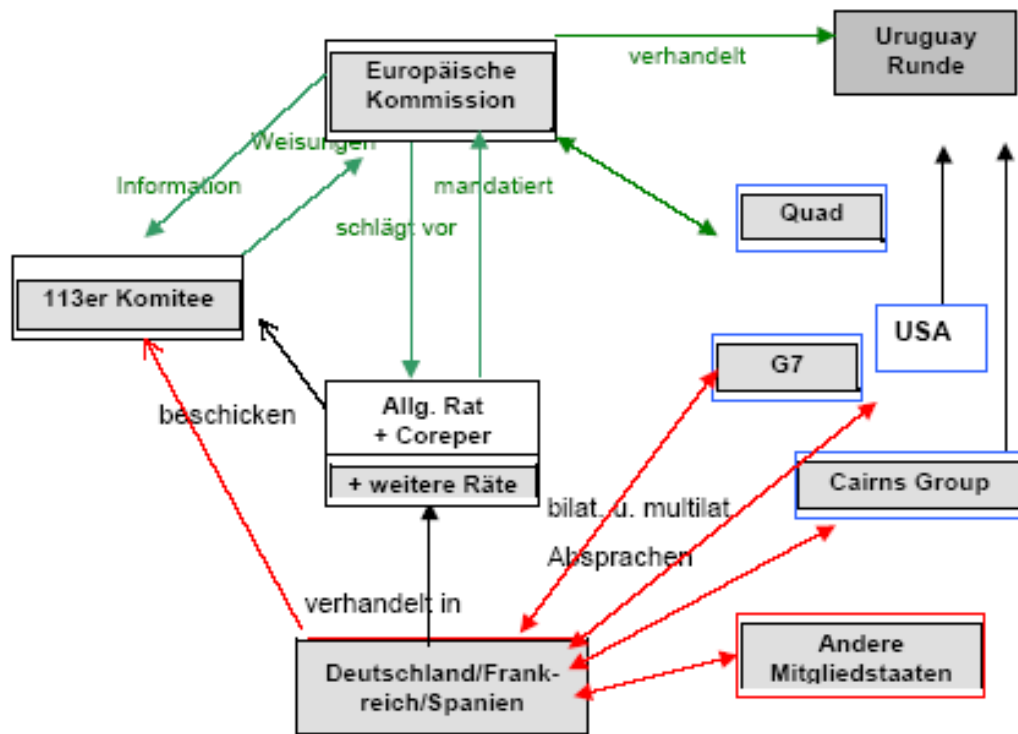 Europäische
Kommission
verhandelt
Uruguay
Runde
Weisungen
Information
mandatiert
schlägt vor
Quad
113er Komitee
USA
G7
beschicken
Allg. Rat
+ Coreper
+ weitere Räte
Cairns Group
bilat. u. multilat.
Absprachen
verhandelt in
Deutschland/Frank-
reich/Spanien
Andere
Mitgliedstaaten